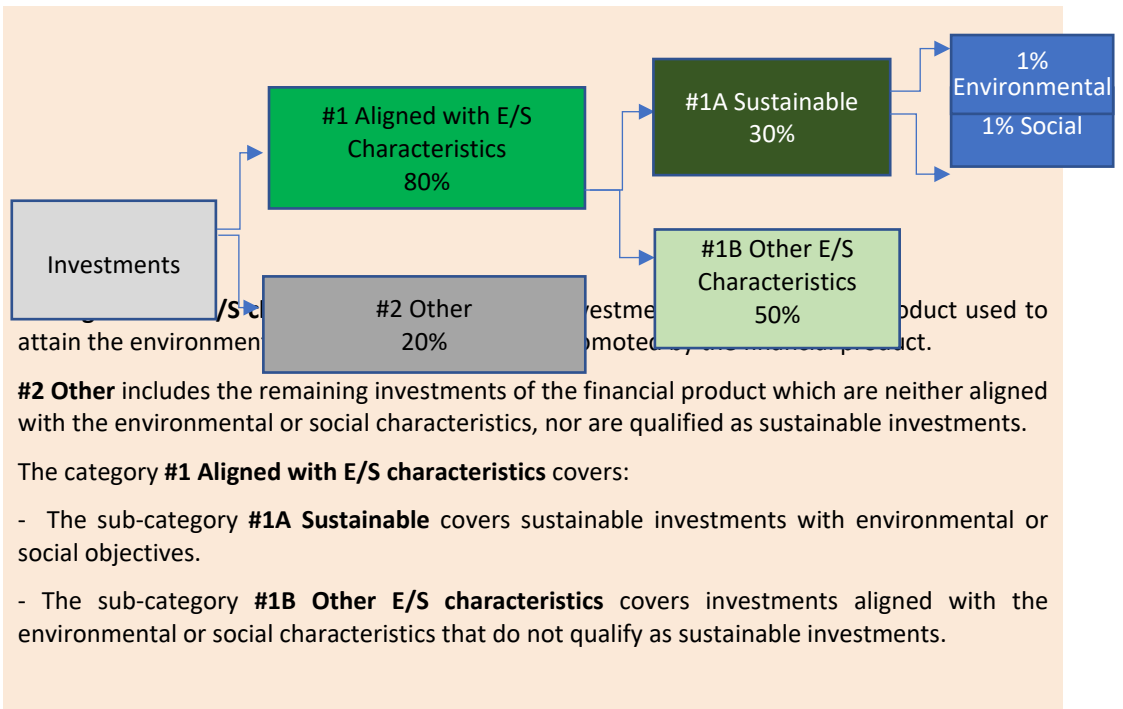 1%
Environmental
1% Social
#1A Sustainable
30%
#1 Aligned with E/S
Characteristics
80%
Investments
#1B Other E/S
Characteristics
50%
#2 Other
20%
/S
used to
attain the
by the
#2 Other includes the remaining investments of the financial product which are neither aligned
with the environmental or social characteristics, nor are qualified as sustainable investments.
The category #1 Aligned with E/S characteristics covers:
- The sub-category #1A Sustainable covers sustainable investments with environmental or
social objectives.
- The sub-category #1B Other E/S characteristics covers investments aligned with the
environmental or social characteristics that do not qualify as sustainable investments.